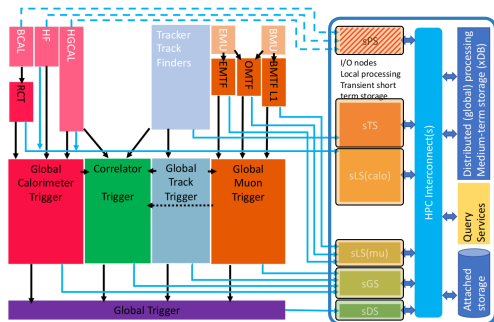 BCAL
HF
HGCAL
RCT
Tracker
Track
Finders
EMU
BMU
EMTF
OMTF
BMTF L1
Global
Calorimeter
Trigger
Correlator
Trigger
Global
Track
Trigger
Global
Muon
Trigger
Global Trigger
sPS
I/O nodes
Local processing
Transient short
term storage
sTS
sLS(calo)
sLS(mu)
sGS
sDS
HPC Interconnect(s)
Distributed (global) processing
Medium-term storage (xDB)
Query
Services
Attached
storage